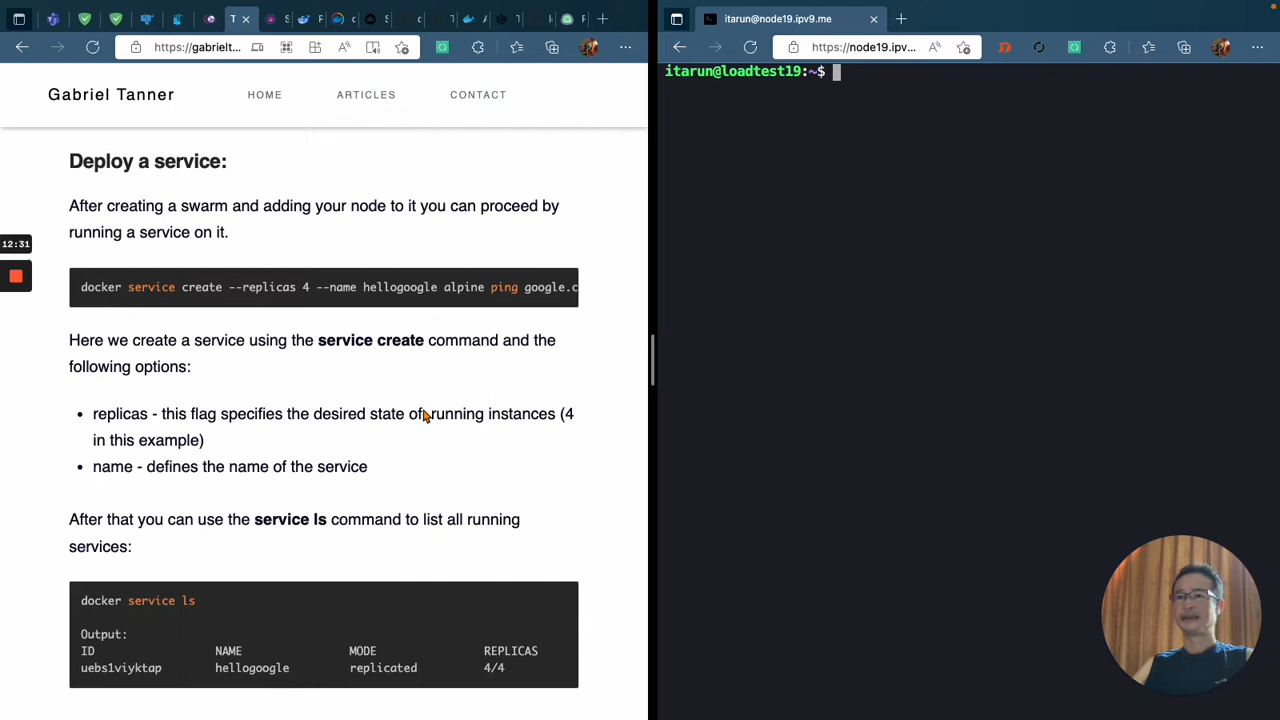 https://gabrielt...
Gabriel Tanner
HOME
ARTICLES
CONTACT
Deploy a service:
After creating a swarm and adding your node to it you can proceed by
running a service on it.
docker service create --replicas 4 --name hellogoogle alpine ping google.c
Here we create a service using the service create command and the
following options:
• replicas - this flag specifies the desired state of running instances (4
in this example)
• name - defines the name of the service
After that you can use the service ls command to list all running
services:
docker service ls
Output:
ID NAME MODE REPLICAS
uebs1viyktap hellogoogle replicated 4/4
12:31
itarun@node19.ipv9.me
https://node19.ipv...
itarun@loadtest19:~$